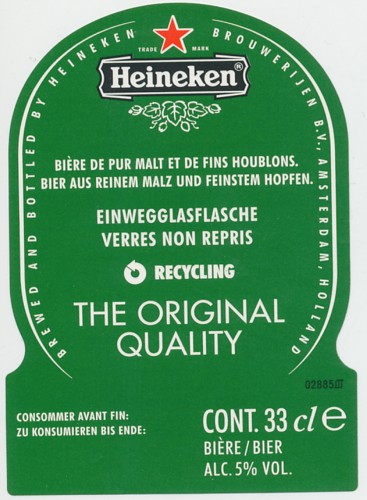 BREWED AND BOTTLED BY HEINEKEN BROUWERIJEN B.V., AMSTERDAM, HOLLAND
TRADE MARK
Heineken®
BIÈRE DE PUR MALT ET DE FINS HOUBLONS.
BIER AUS REINEM MALZ UND FEINSTEM HOPFEN.
EINWEGGLASFLASCHE
VERRES NON REPRIS
RECYCLING
THE ORIGINAL
QUALITY
02885
CONSOMMER AVANT FIN:
ZU KONSUMIEREN BIS ENDE:
CONT. 33 cl e
BIÈRE / BIER
ALC. 5% VOL.